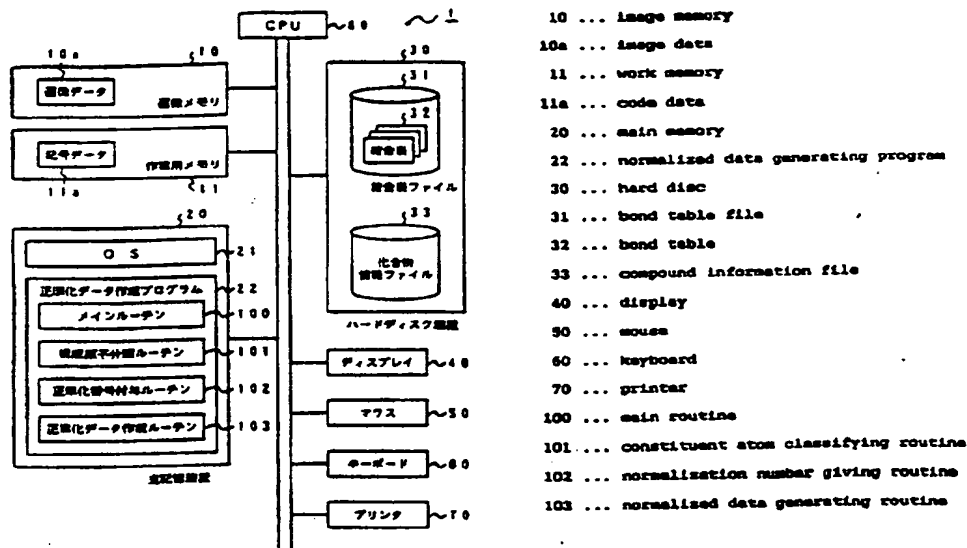 CPU
80
1
10a
10
画像データ
画像メモリ
記号データ
作業用メモリ
11a
11
20
OS
21
正準化データ作成プログラム
22
メインルーチン
100
構成原子分類ルーチン
101
正準化番号付与ルーチン
102
正準化データ作成ルーチン
103
主記憶装置
30
31
32
結合表
結合表ファイル
33
化合物
情報ファイル
ハードディスク装置
ディスプレイ
40
マウス
50
キーボード
60
プリンタ
70
10 ... image memory
10a ... image data
11 ... work memory
11a ... code data
20 ... main memory
22 ... normalized data generating program
30 ... hard disc
31 ... bond table file
32 ... bond table
33 ... compound information file
40 ... display
50 ... mouse
60 ... keyboard
70 ... printer
100 ... main routine
101 ... constituent atom classifying routine
102 ... normalization number giving routine
103 ... normalized data generating routine